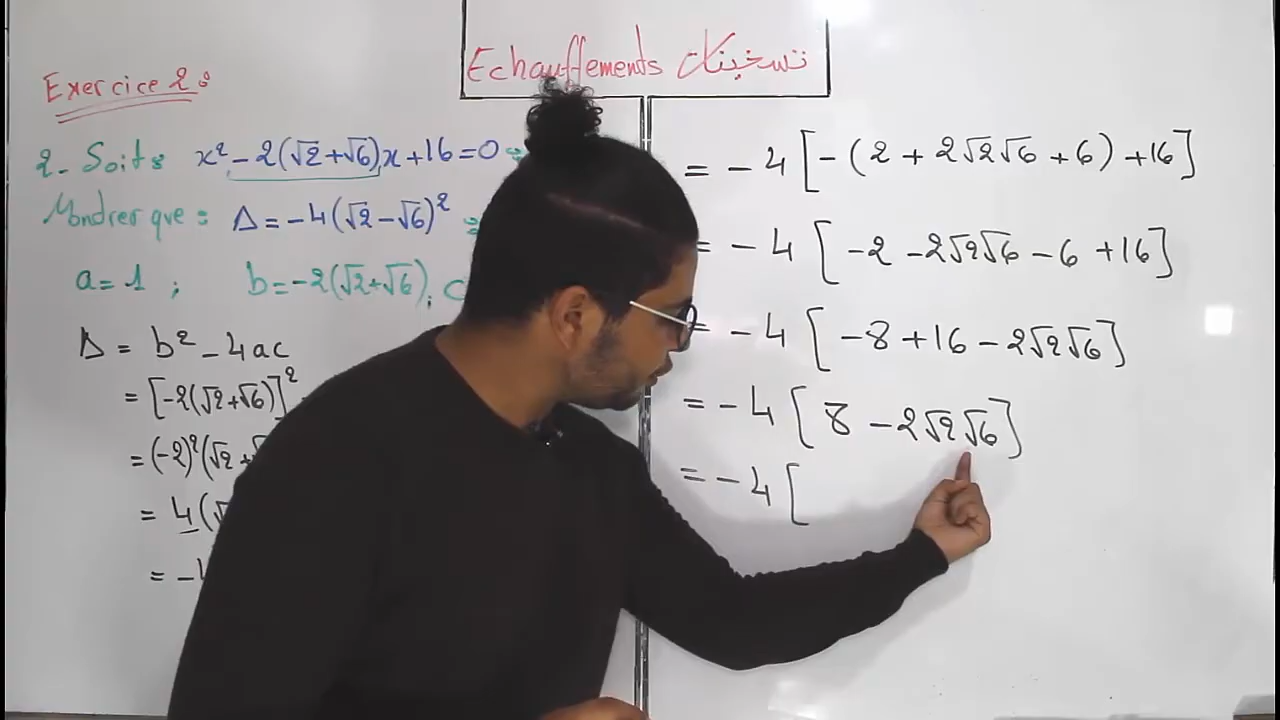 Echauffements تسخينات
Exercice 2:
2- Soit: x² - 2(√2+√6)x + 16 = 0
Mondrer que: Δ = -4(√2-√6)²
a = 1 ; b = -2(√2+√6),
Δ = b² - 4ac
= [-2(√2+√6)]²
= (-2)²(√2+
= 4(
= -
= -4[-(2 + 2√2√6 + 6) + 16]
= -4[-2 - 2√2√6 - 6 + 16]
= -4[-8 + 16 - 2√2√6]
= -4[8 - 2√2√6]
= -4[